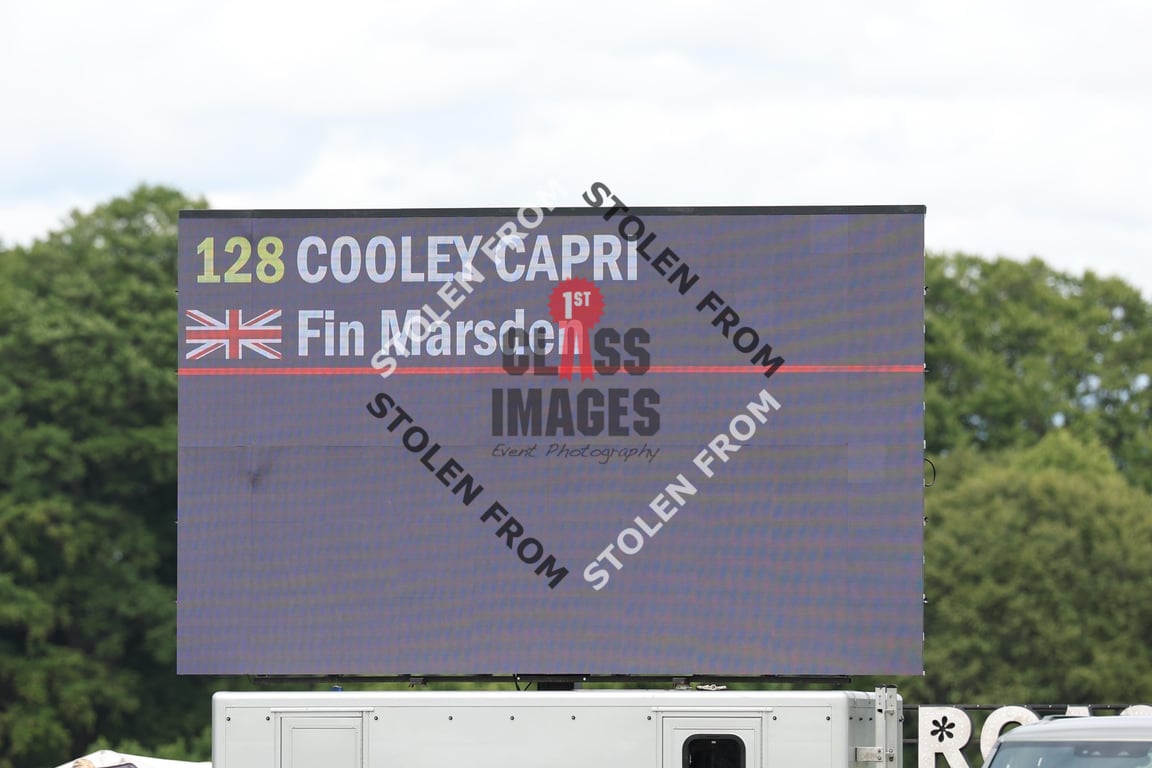 128 COOLEY CAPRI
Fin Marsden
STOLEN FROM
STOLEN FROM
1ST
CLASS
IMAGES
Event Photography
STOLEN FROM
STOLEN FROM